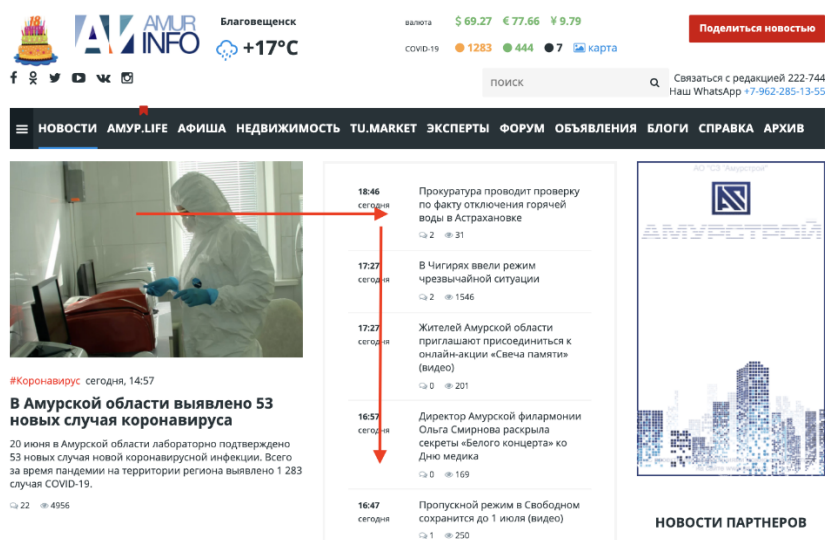 18
AMUR
INFO
Благовещенск
+17°C
валюта $ 69.27 € 77.66 ¥ 9.79
COVID-19 1283 444 7 карта
Поделиться новостью
поиск
Связаться с редакцией 222-744
Наш WhatsApp +7-962-285-13-55
НОВОСТИ АМУР.LIFE АФИША НЕДВИЖИМОСТЬ TU.MARKET ЭКСПЕРТЫ ФОРУМ ОБЪЯВЛЕНИЯ БЛОГИ СПРАВКА АРХИВ
#Коронавирус сегодня, 14:57
В Амурской области выявлено 53
новых случая коронавируса
20 июня в Амурской области лабораторно подтверждено
53 новых случая новой коронавирусной инфекции. Всего
за время пандемии на территории региона выявлено 1 283
случая COVID-19.
22 4956
18:46
сегодня
Прокуратура проводит проверку
по факту отключения горячей
воды в Астрахановке
2 31
17:27
сегодня
В Чигирях ввели режим
чрезвычайной ситуации
2 1546
17:27
сегодня
Жителей Амурской области
приглашают присоединиться к
онлайн-акции «Свеча памяти»
(видео)
0 201
16:57
сегодня
Директор Амурской филармонии
Ольга Смирнова раскрыла
секреты «Белого концерта» ко
Дню медика
0 169
16:47
сегодня
Пропускной режим в Свободном
сохранится до 1 июля (видео)
1 250
АО "СЗ "Амурстрой"
АМУРСТРОЙ
НОВОСТИ ПАРТНЕРОВ